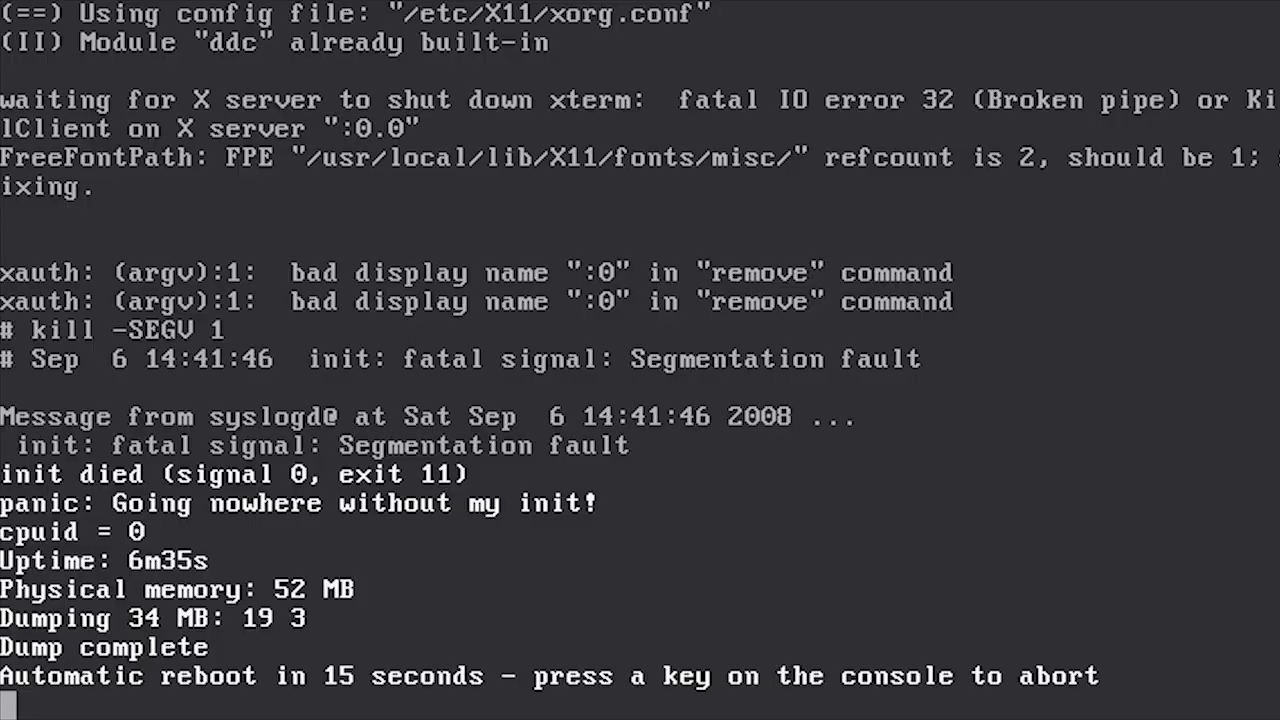 (==) Using config file: "/etc/X11/xorg.conf"
(II) Module "ddc" already built-in
waiting for X server to shut down xterm:  fatal IO error 32 (Broken pipe) or Ki
lClient on X server ":0.0"
FreeFontPath: FPE "/usr/local/lib/X11/fonts/misc/" refcount is 2, should be 1;
ixing.
xauth: (argv):1:  bad display name ":0" in "remove" command
xauth: (argv):1:  bad display name ":0" in "remove" command
# kill -SEGV 1
# Sep  6 14:41:46  init: fatal signal: Segmentation fault
Message from syslogd@ at Sat Sep  6 14:41:46 2008 ...
 init: fatal signal: Segmentation fault
init died (signal 0, exit 11)
panic: Going nowhere without my init!
cpuid = 0
Uptime: 6m35s
Physical memory: 52 MB
Dumping 34 MB: 19 3
Dump complete
Automatic reboot in 15 seconds - press a key on the console to abort